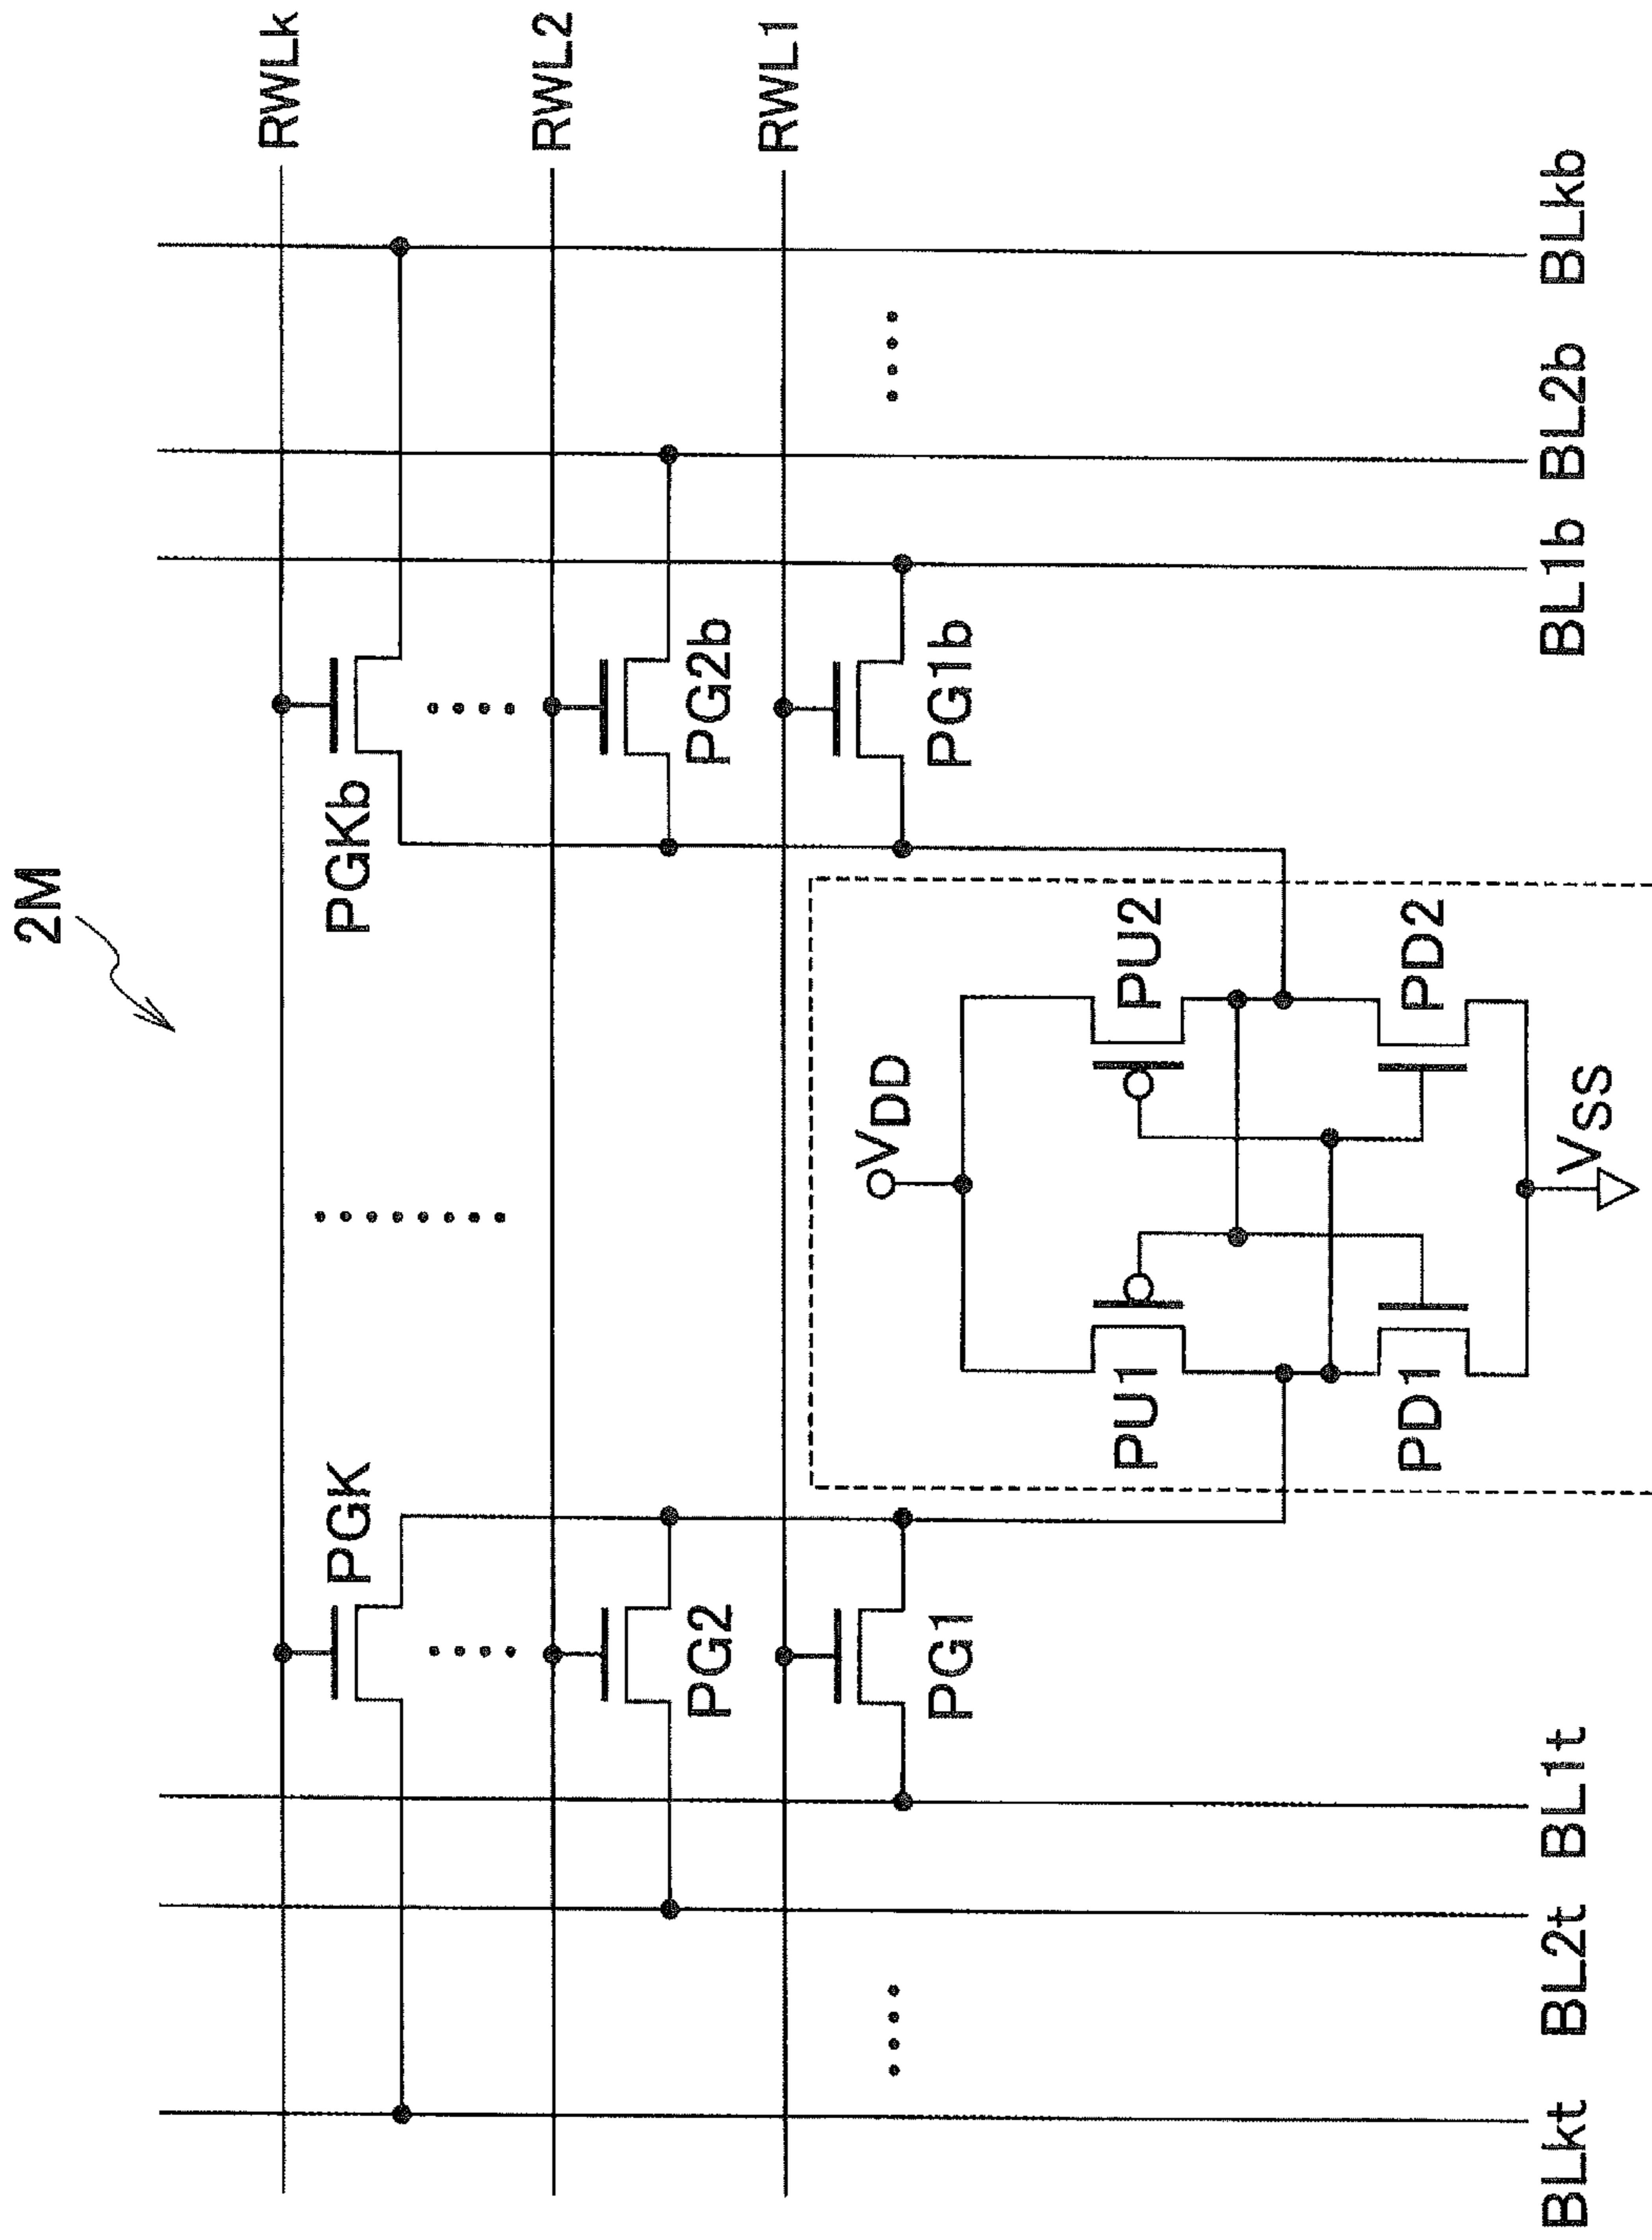 2M
RWLk
RWL2
RWL1
PGK
PGKb
PG2
PG2b
PG1
PG1b
VDD
PU1
PU2
PD1
PD2
VSS
BLkt
BL2t
BL1t
BL1b
BL2b
BLkb